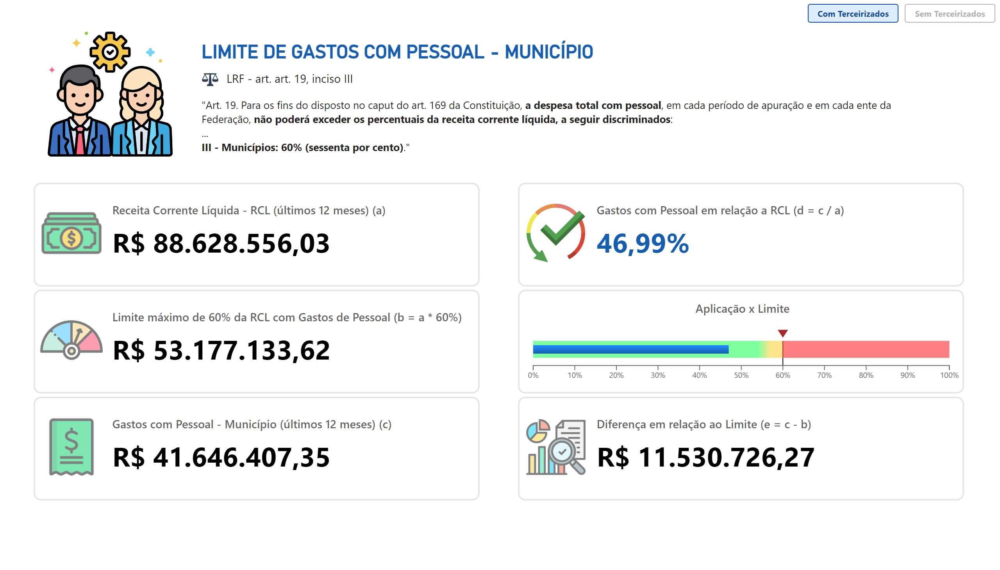 Com Terceirizados
Sem Terceirizados
LIMITE DE GASTOS COM PESSOAL - MUNICÍPIO
LRF - art. art. 19, inciso III
"Art. 19. Para os fins do disposto no caput do art. 169 da Constituição, a despesa total com pessoal, em cada período de apuração e em cada ente da
Federação, não poderá exceder os percentuais da receita corrente líquida, a seguir discriminados:
...
III - Municípios: 60% (sessenta por cento)."
Receita Corrente Líquida - RCL (últimos 12 meses) (a)
R$ 88.628.556,03
Gastos com Pessoal em relação a RCL (d = c / a)
46,99%
Limite máximo de 60% da RCL com Gastos de Pessoal (b = a * 60%)
R$ 53.177.133,62
Aplicação x Limite
0% 10% 20% 30% 40% 50% 60% 70% 80% 90% 100%
Gastos com Pessoal - Município (últimos 12 meses) (c)
R$ 41.646.407,35
Diferença em relação ao Limite (e = c - b)
R$ 11.530.726,27